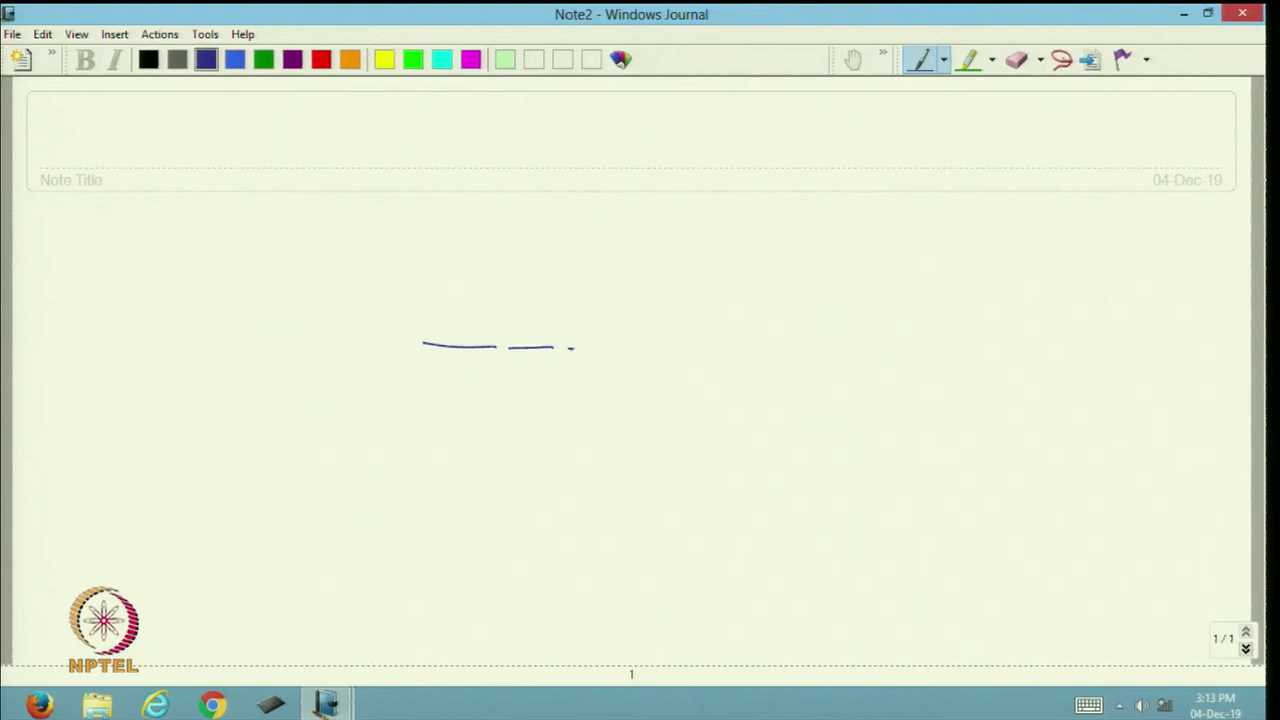 Note2 - Windows Journal
File Edit View Insert Actions Tools Help
B I
Note Title
04-Dec-19
1 / 1
NPTEL
1
3:13 PM
04-Dec-19